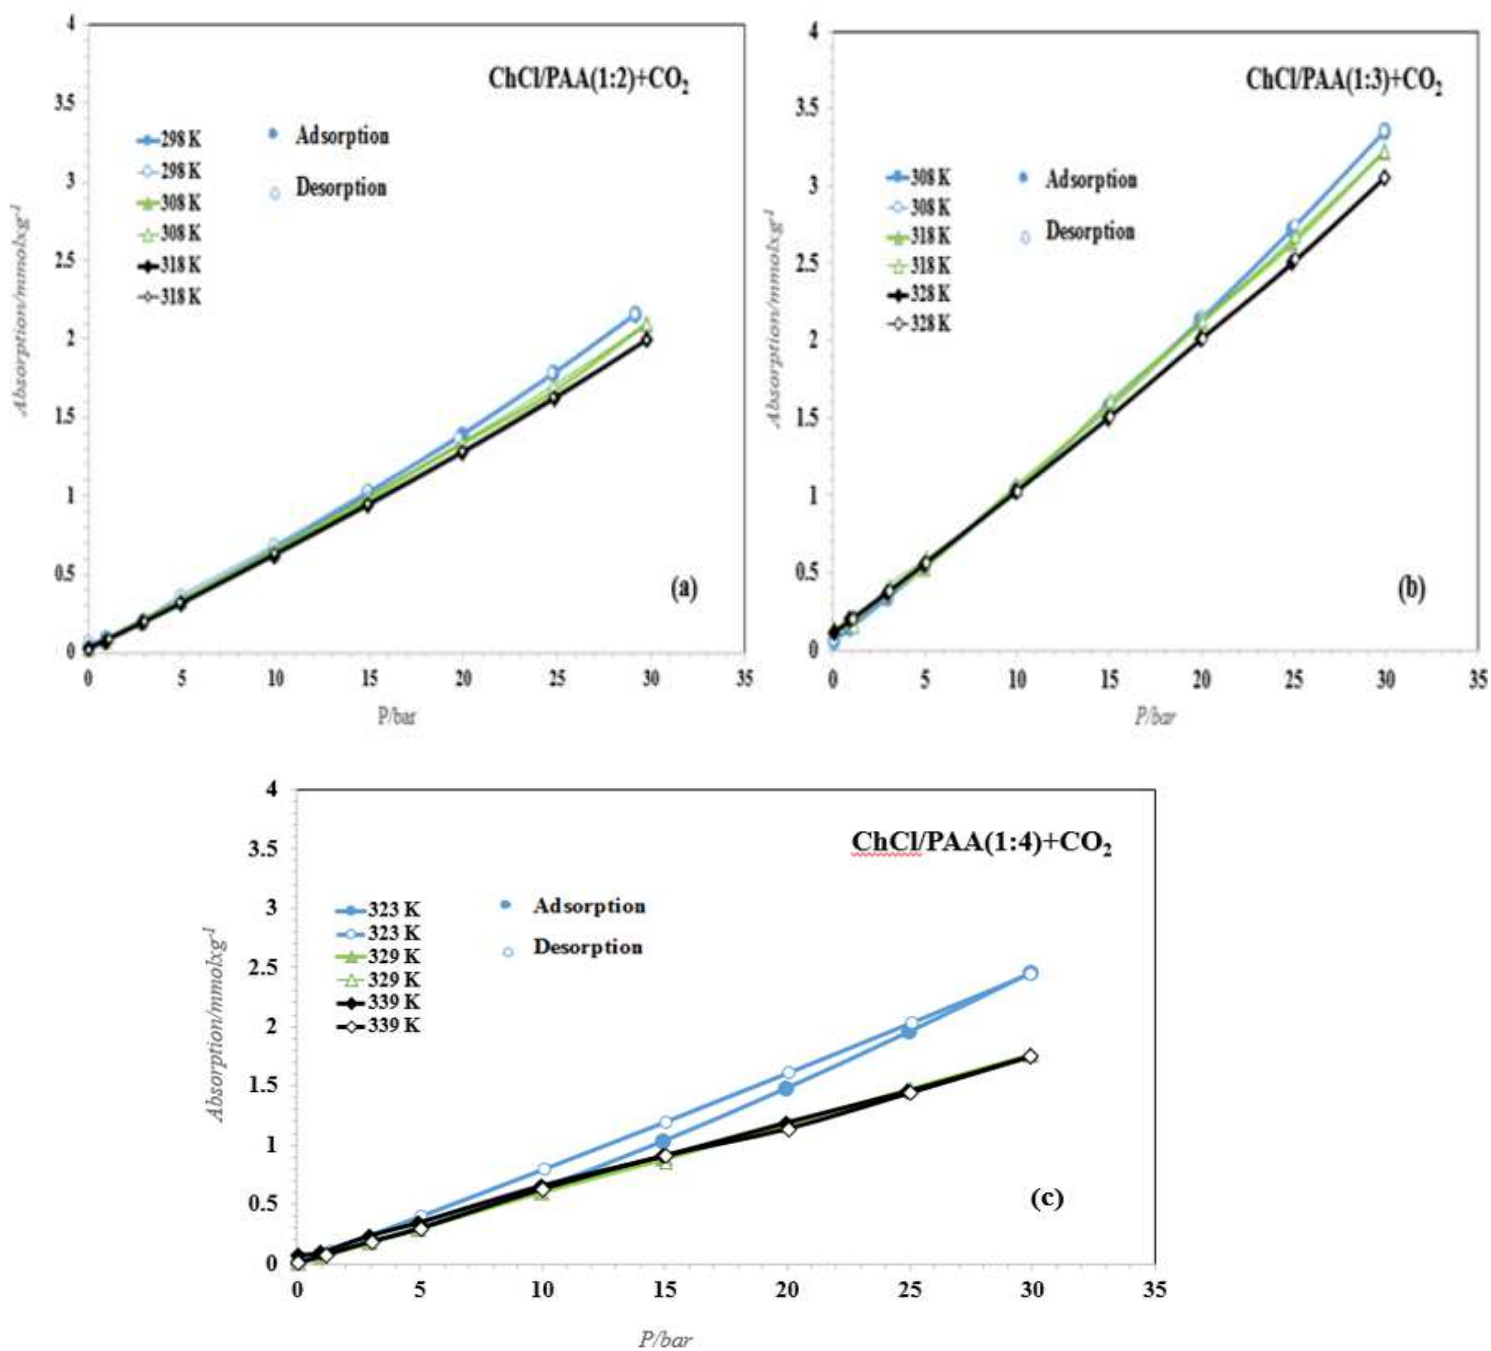 ChCl/PAA(1:2)+CO₂
298 K
298 K
308 K
308 K
318 K
318 K
Adsorption
Desorption
Absorption/mmolxg⁻¹
4
3.5
3
2.5
2
1.5
1
0.5
0
0 5 10 15 20 25 30 35
P/bar
(a)
ChCl/PAA(1:3)+CO₂
308 K
308 K
318 K
318 K
328 K
328 K
Adsorption
Desorption
Absorption/mmolxg⁻¹
4
3.5
3
2.5
2
1.5
1
0.5
0
0 5 10 15 20 25 30 35
P/bar
(b)
ChCl/PAA(1:4)+CO₂
323 K
323 K
329 K
329 K
339 K
339 K
Adsorption
Desorption
Absorption/mmolxg⁻¹
4
3.5
3
2.5
2
1.5
1
0.5
0
0 5 10 15 20 25 30 35
P/bar
(c)